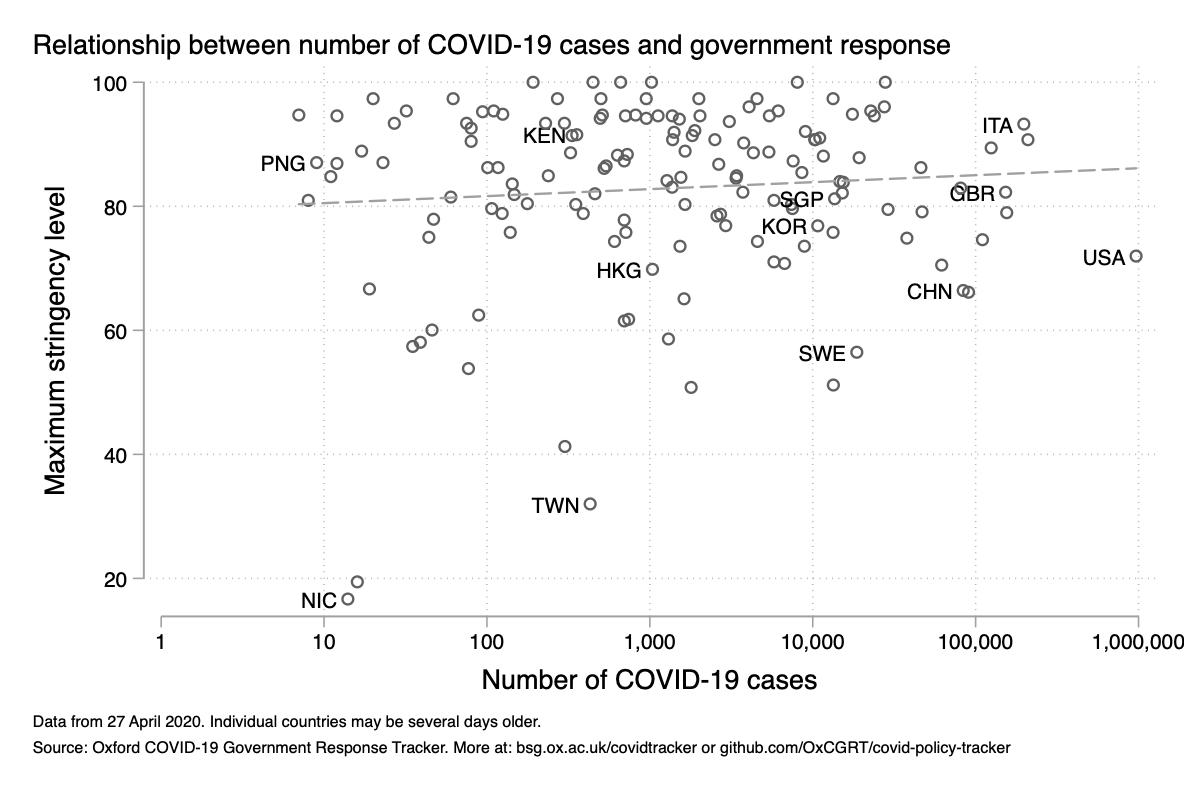 Relationship between number of COVID-19 cases and government response
Maximum stringency level
100
80
60
40
20
KEN
ITA
PNG
SGP
GBR
KOR
HKG
USA
CHN
SWE
TWN
NIC
1
10
100
1,000
10,000
100,000
1,000,000
Number of COVID-19 cases
Data from 27 April 2020. Individual countries may be several days older.
Source: Oxford COVID-19 Government Response Tracker. More at: bsg.ox.ac.uk/covidtracker or github.com/OxCGRT/covid-policy-tracker